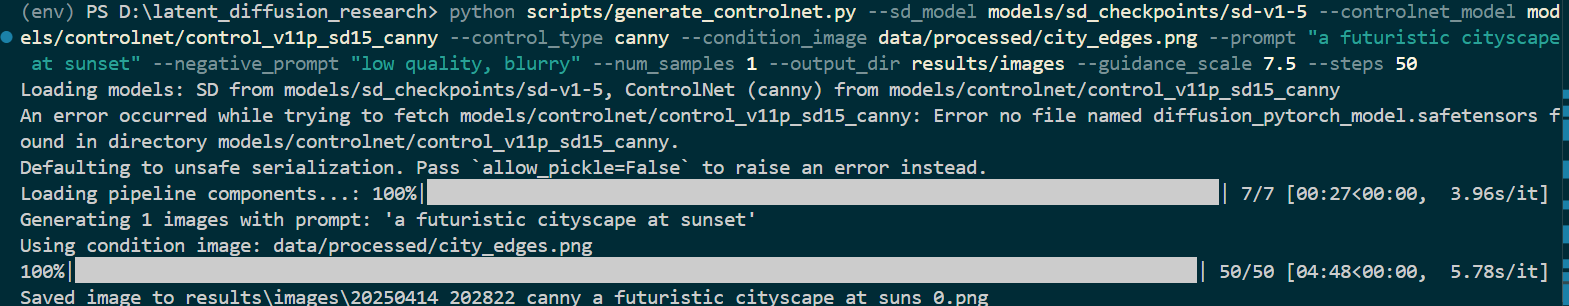 (env) PS D:\latent_diffusion_research> python scripts/generate_controlnet.py --sd_model models/sd_checkpoints/sd-v1-5 --controlnet_model mod
els/controlnet/control_v11p_sd15_canny --control_type canny --condition_image data/processed/city_edges.png --prompt "a futuristic cityscape
 at sunset" --negative_prompt "low quality, blurry" --num_samples 1 --output_dir results/images --guidance_scale 7.5 --steps 50
Loading models: SD from models/sd_checkpoints/sd-v1-5, ControlNet (canny) from models/controlnet/control_v11p_sd15_canny
An error occurred while trying to fetch models/controlnet/control_v11p_sd15_canny: Error no file named diffusion_pytorch_model.safetensors f
ound in directory models/controlnet/control_v11p_sd15_canny.
Defaulting to unsafe serialization. Pass `allow_pickle=False` to raise an error instead.
Loading pipeline components...: 100%|          | 7/7 [00:27<00:00,  3.96s/it]
Generating 1 images with prompt: 'a futuristic cityscape at sunset'
Using condition image: data/processed/city_edges.png
100%|          | 50/50 [04:48<00:00,  5.78s/it]
Saved image to results\images\20250414_202822_canny_a_futuristic_cityscape_at_suns_0.png